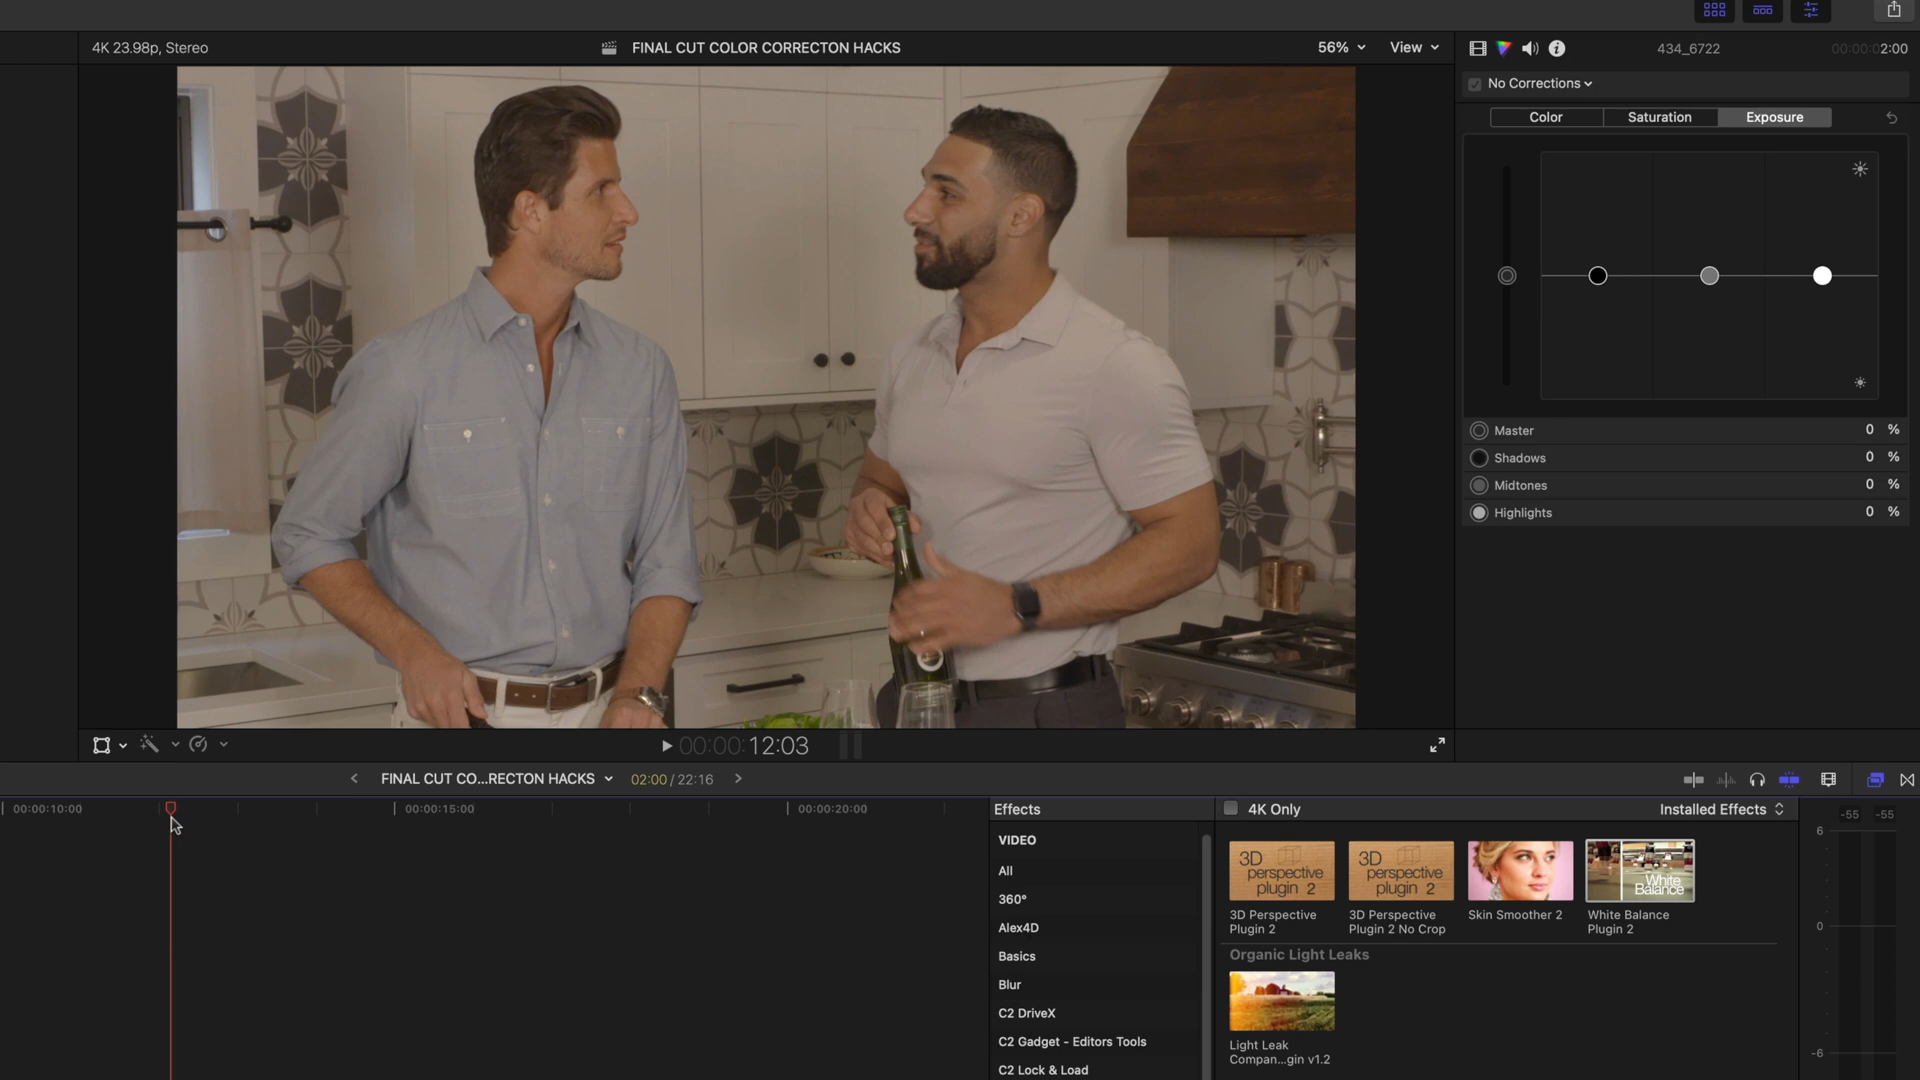 4K 23.98p, Stereo
FINAL CUT COLOR CORRECTON HACKS
56%
View
434_6722
00:00:02:00
No Corrections
Color
Saturation
Exposure
Master
0 %
Shadows
0 %
Midtones
0 %
Highlights
0 %
00:00:12:03
FINAL CUT CO...RECTON HACKS
02:00 / 22:16
00:00:10:00
00:00:15:00
00:00:20:00
Effects
4K Only
Installed Effects
-55 -55
6
0
-6
VIDEO
All
360°
Alex4D
Basics
Blur
C2 DriveX
C2 Gadget - Editors Tools
C2 Lock & Load
3D
perspective
plugin 2
3D
perspective
plugin 2
White
Balance
3D Perspective
Plugin 2
3D Perspective
Plugin 2 No Crop
Skin Smoother 2
White Balance
Plugin 2
Organic Light Leaks
Light Leak
Compan...gin v1.2